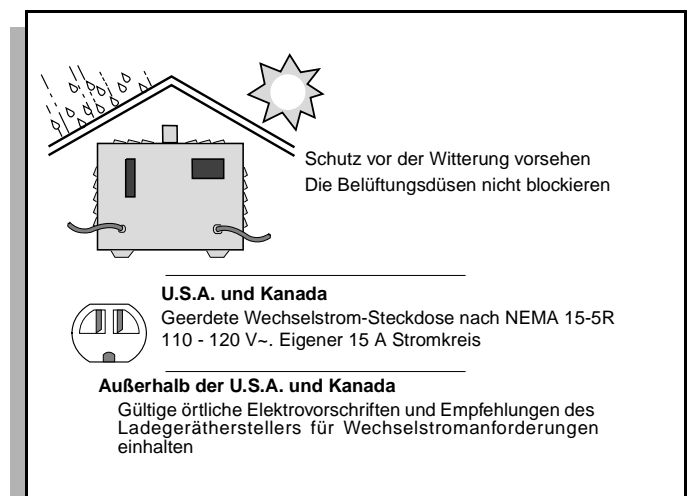 Schutz vor der Witterung vorsehen
Die Belüftungsdüsen nicht blockieren
U.S.A. und Kanada
Geerdete Wechselstrom-Steckdose nach NEMA 15-5R
110 - 120 V~. Eigener 15 A Stromkreis
Außerhalb der U.S.A. und Kanada
Gültige örtliche Elektrovorschriften und Empfehlungen des
Ladegerätherstellers für Wechselstromanforderungen
einhalten